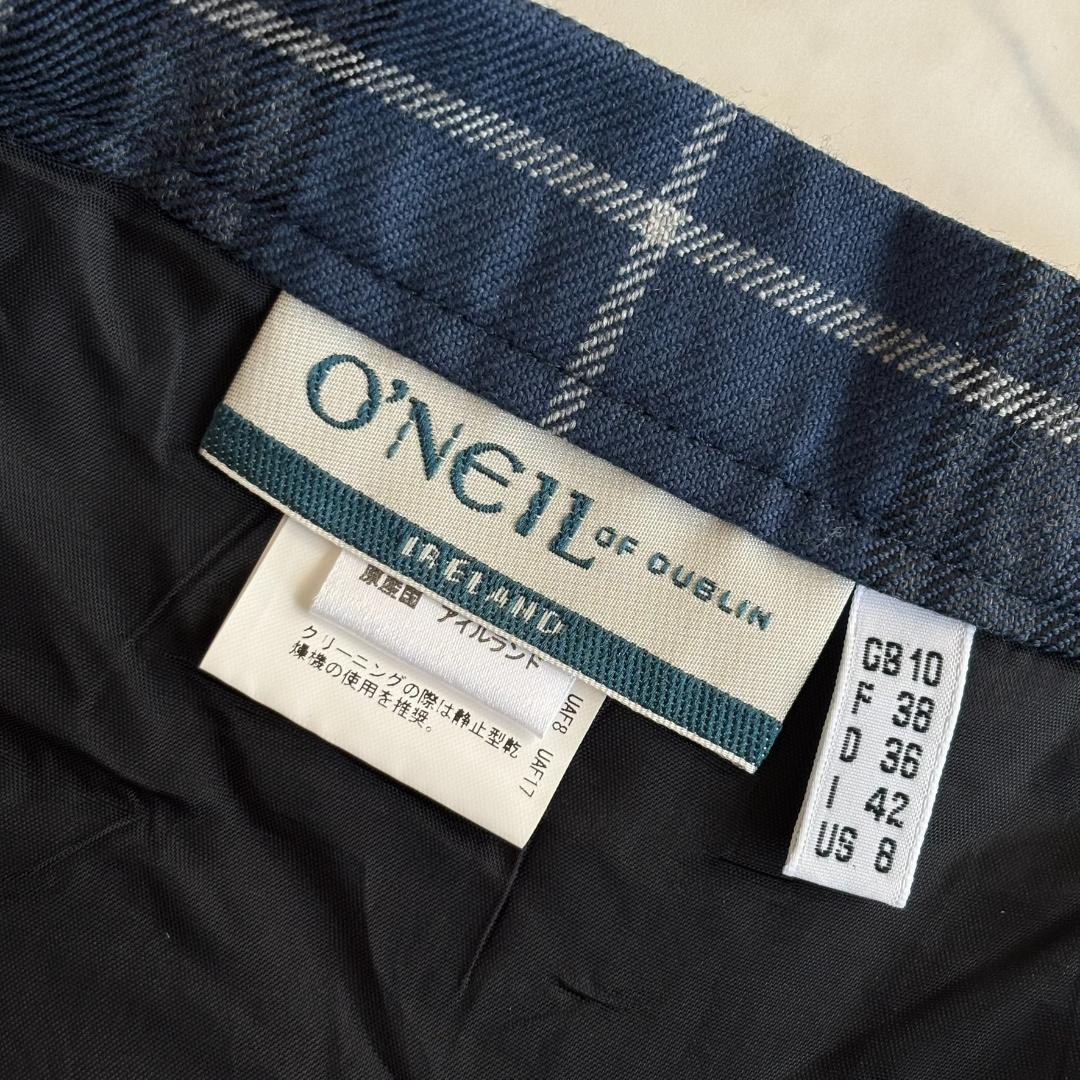 O'NEIL OF DUBLIN
IRELAND
原産国 アイルランド
クリーニングの際は静止型乾
燥機の使用を推奨。
UAF8 UAF17
GB 10
F 38
D 36
I 42
US 8